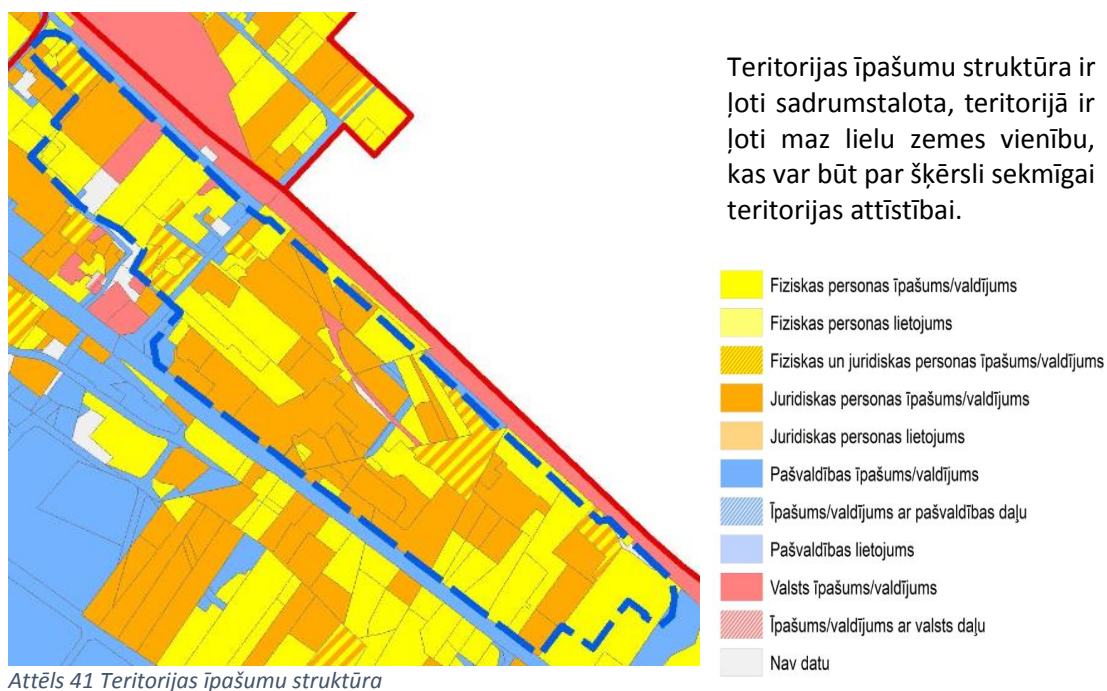 Teritorijas īpašumu struktūra ir
ļoti sadrumstalota, teritorijā ir
ļoti maz lielu zemes vienību,
kas var būt par šķērsli sekmīgai
teritorijas attīstībai.
Fiziskas personas īpašums/valdījums
Fiziskas personas lietojums
Fiziskas un juridiskas personas īpašums/valdījums
Juridiskas personas īpašums/valdījums
Juridiskas personas lietojums
Pašvaldības īpašums/valdījums
Īpašums/valdījums ar pašvaldības daļu
Pašvaldības lietojums
Valsts īpašums/valdījums
Īpašums/valdījums ar valsts daļu
Nav datu
Attēls 41 Teritorijas īpašumu struktūra